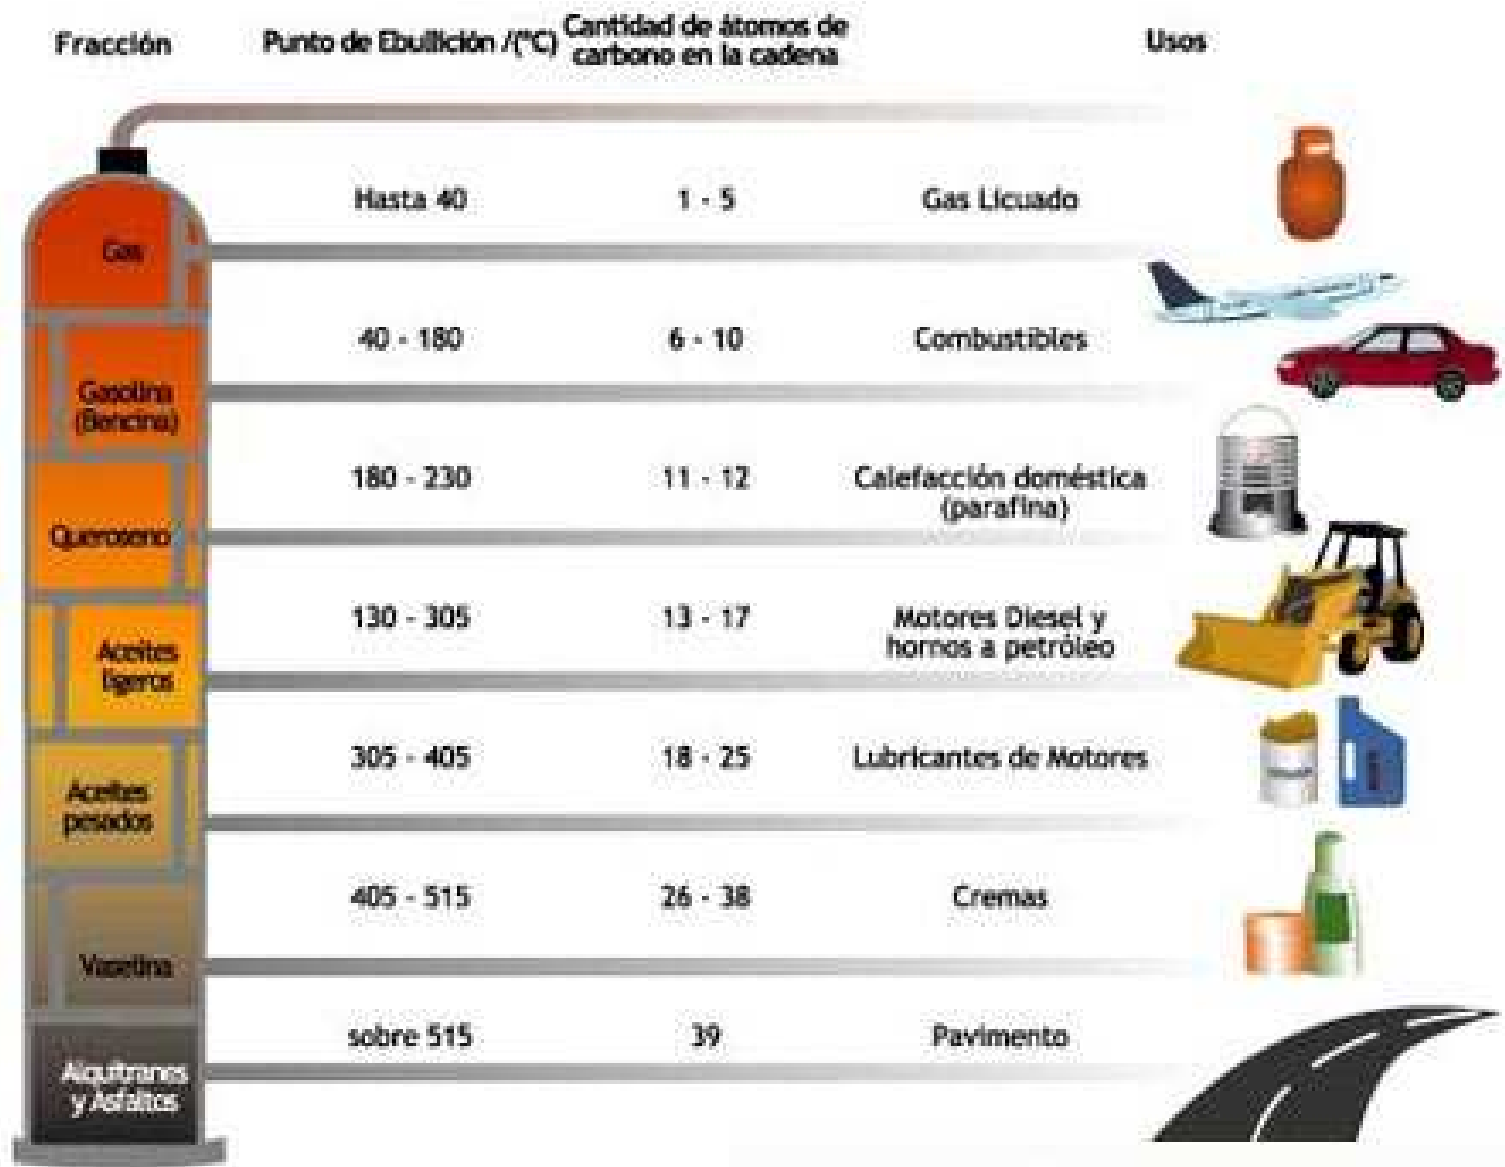 Fracción
Punto de Ebullición /(°C)
Cantidad de átomos de
carbono en la cadena
Usos
Gas
Hasta 40
1 - 5
Gas Licuado
Gasolina
(Bencina)
40 - 180
6 - 10
Combustibles
Queroseno
180 - 230
11 - 12
Calefacción doméstica
(parafina)
Aceites
ligeros
130 - 305
13 - 17
Motores Diesel y
hornos a petróleo
Aceites
pesados
305 - 405
18 - 25
Lubricantes de Motores
Vaselina
405 - 515
26 - 38
Cremas
Alquitranes
y Asfaltos
sobre 515
39
Pavimento